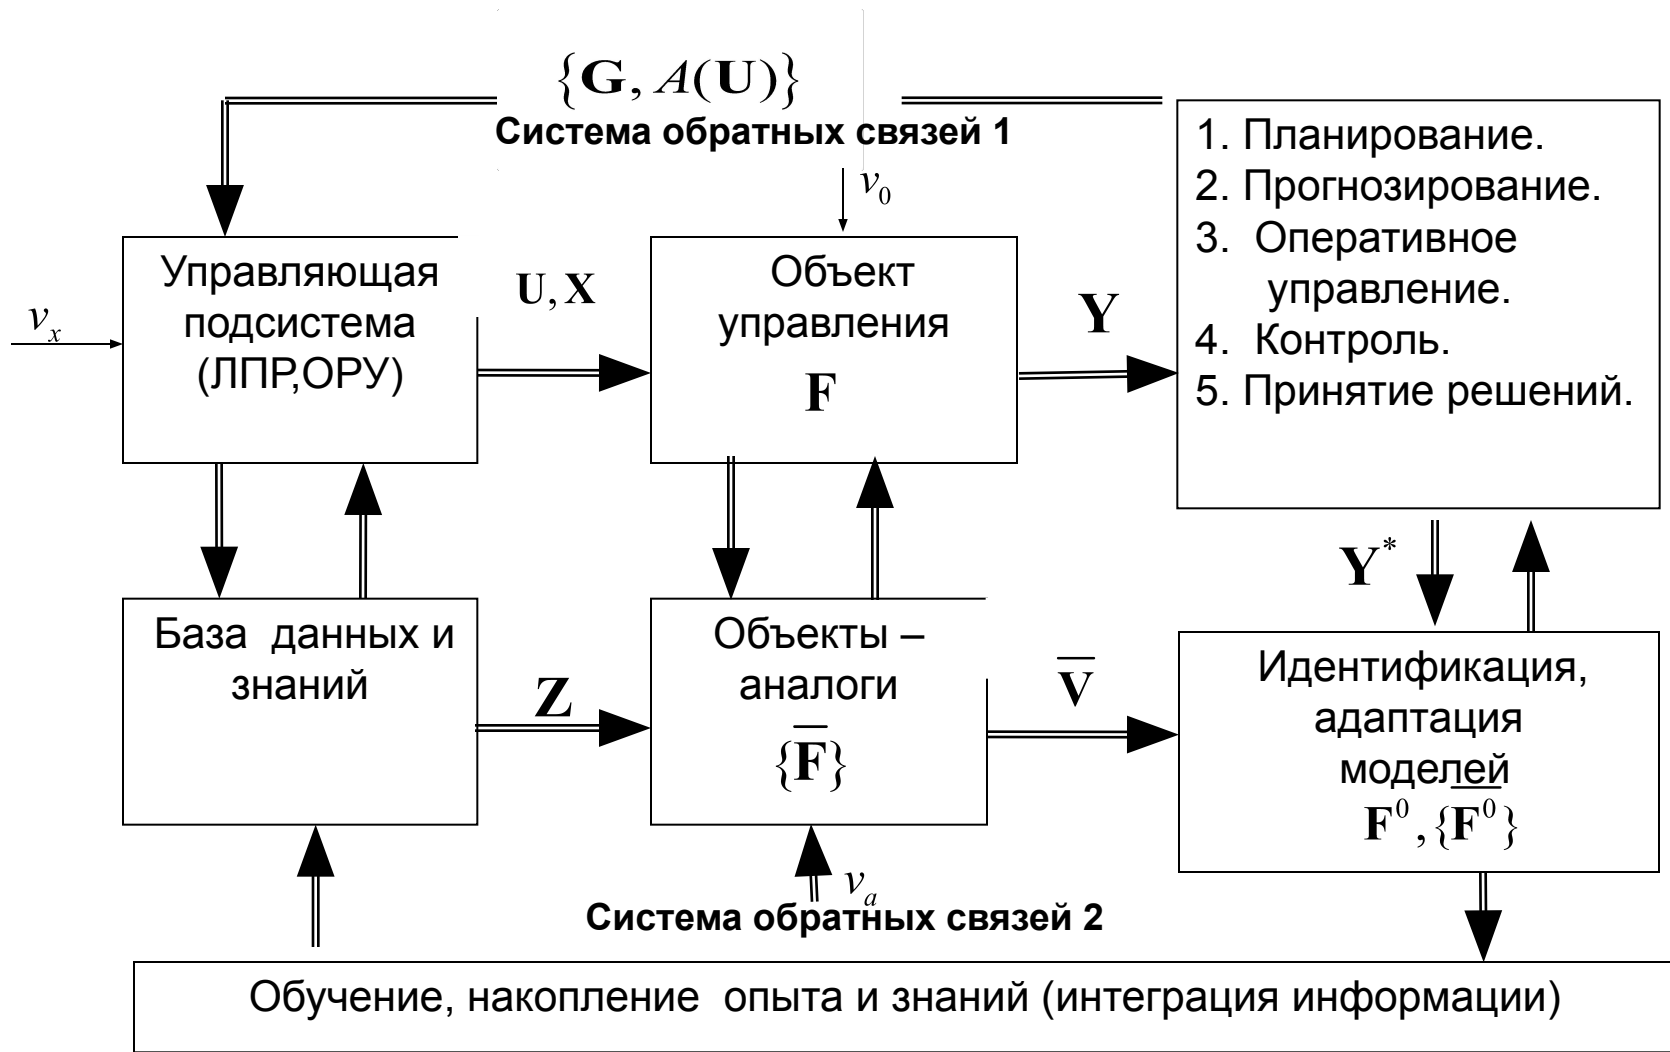 {G, A(U)}
Система обратных связей 1
1. Планирование.
2. Прогнозирование.
3. Оперативное
управление.
4. Контроль.
5. Принятие решений.
v₀
vₓ
Управляющая
подсистема
(ЛПР,ОРУ)
U, X
Объект
управления
F
Y
Y*
База данных и
знаний
Z
Объекты –
аналоги
{F̅}
V̅
Идентификация,
адаптация
моделей
F⁰, {F̅⁰}
vₐ
Система обратных связей 2
Обучение, накопление опыта и знаний (интеграция информации)